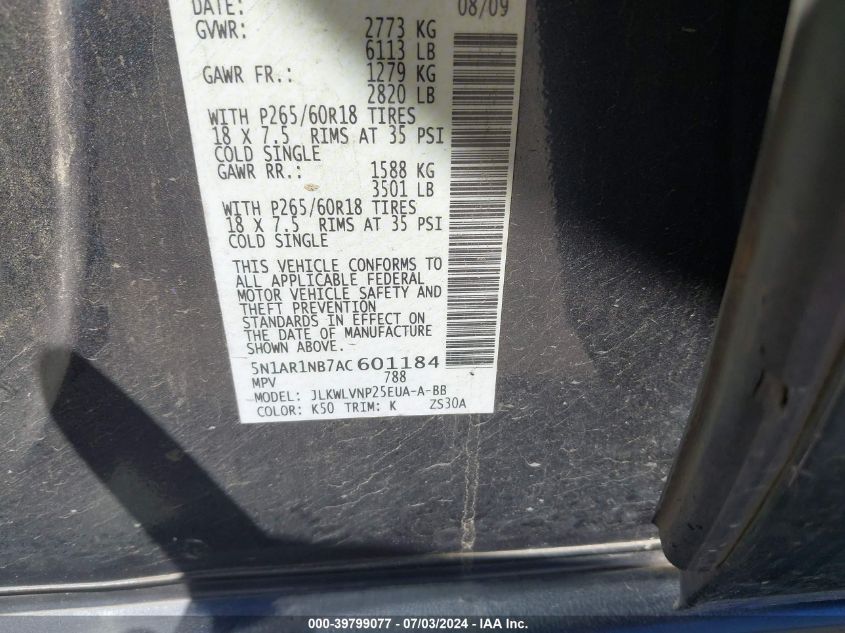 DATE: 08/09
GVWR: 2773 KG
6113 LB
GAWR FR.: 1279 KG
2820 LB
WITH P265/60R18 TIRES
18 X 7.5 RIMS AT 35 PSI
COLD SINGLE
GAWR RR.: 1588 KG
3501 LB
WITH P265/60R18 TIRES
18 X 7.5 RIMS AT 35 PSI
COLD SINGLE
THIS VEHICLE CONFORMS TO
ALL APPLICABLE FEDERAL
MOTOR VEHICLE SAFETY AND
THEFT PREVENTION
STANDARDS IN EFFECT ON
THE DATE OF MANUFACTURE
SHOWN ABOVE.
5N1AR1NB7AC 601184
MPV 788
MODEL: JLKWLVNP25EUA-A-BB
COLOR: K50 TRIM: K ZS30A
000-39799077 - 07/03/2024 - IAA Inc.